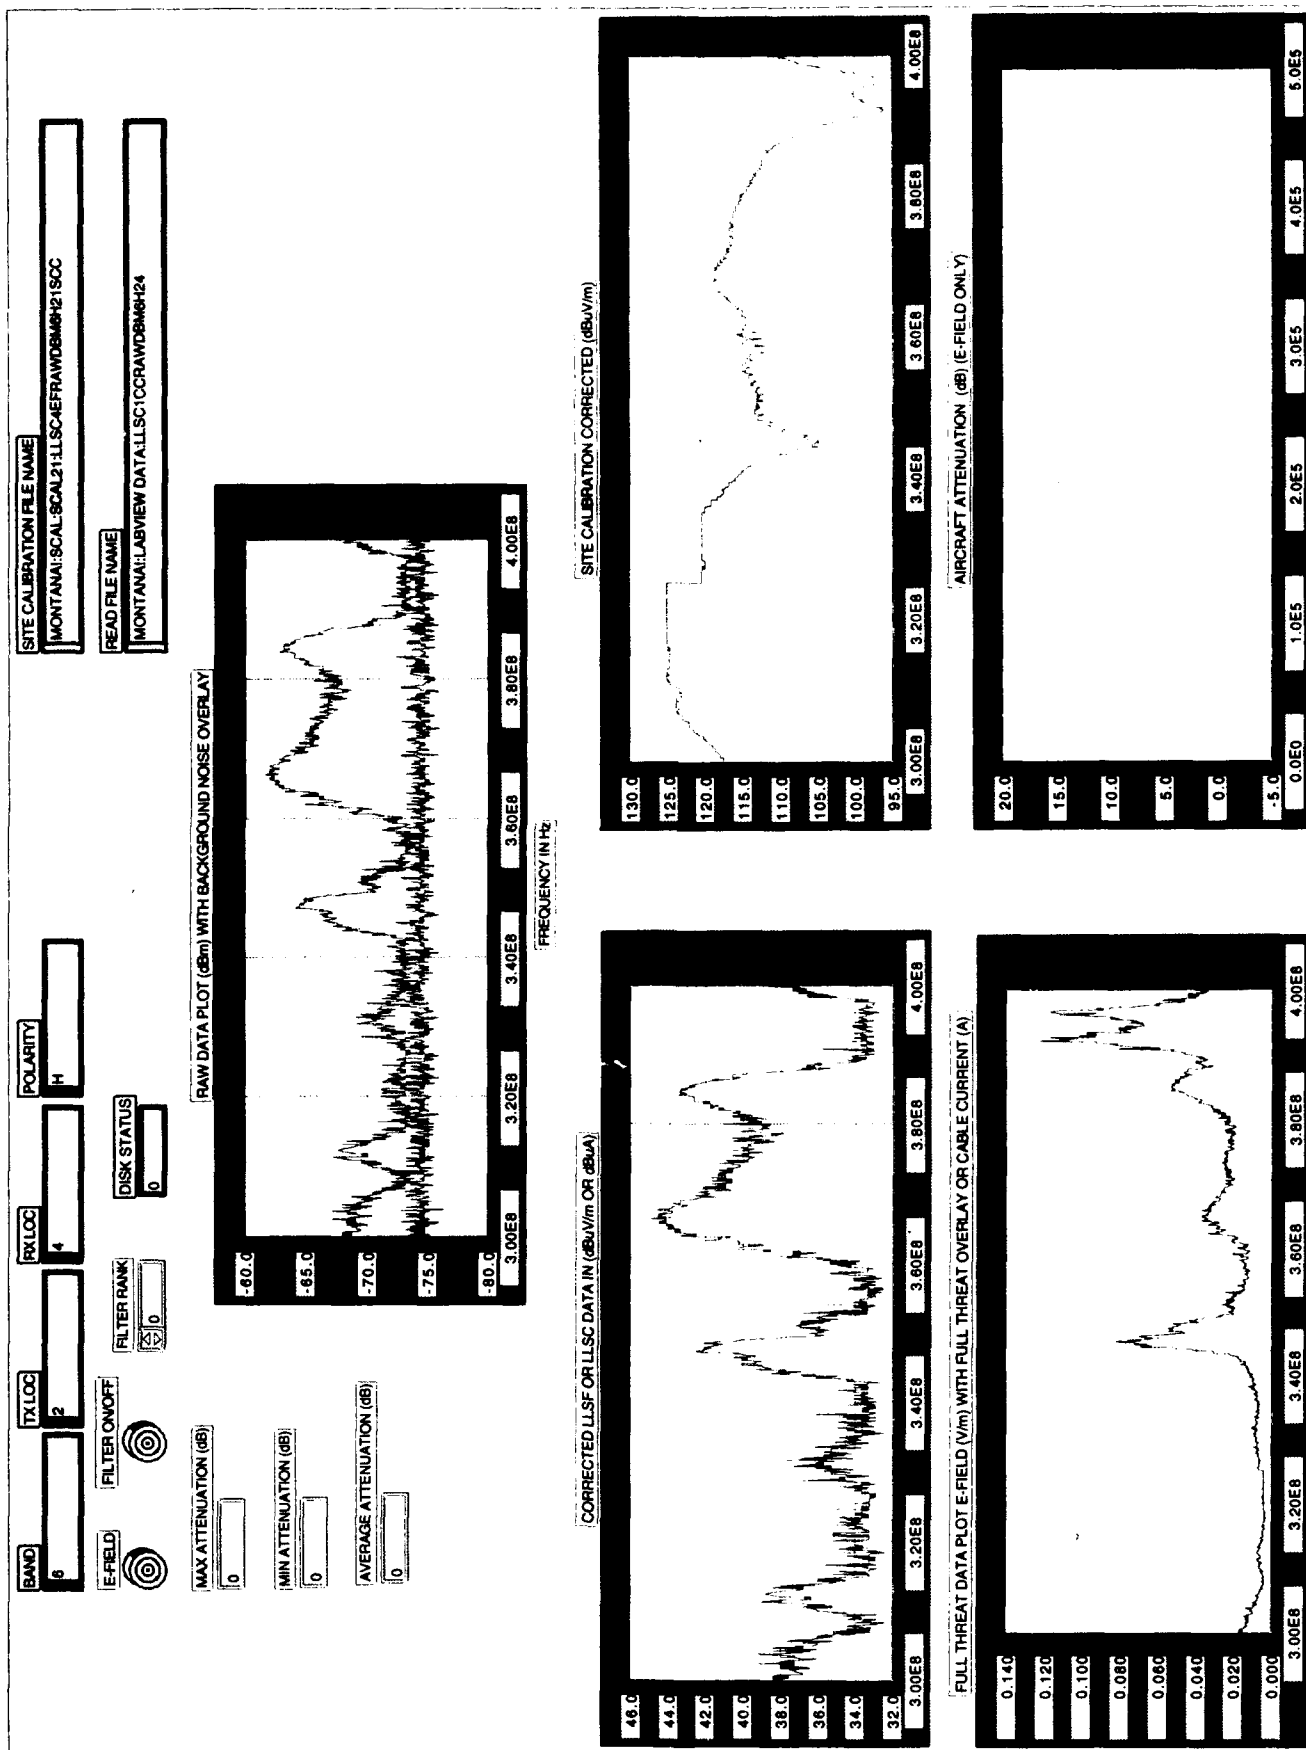 BAND
6
TX LOC
2
RX LOC
4
POLARITY
H
SITE CALIBRATION FILE NAME
MONTANAI:SCAL:SCAL21:LLSC4EFRAWDBM6H21SCC
E-FIELD
FILTER ON/OFF
FILTER RANK
0
DISK STATUS
0
READ FILE NAME
MONTANAI:LABVIEW DATA:LLSC1CCRAWDBM6H24
MAX ATTENUATION (dB)
0
MIN ATTENUATION (dB)
0
AVERAGE ATTENUATION (dB)
0
RAW DATA PLOT (dBm) WITH BACKGROUND NOISE OVERLAY
-60.0
-65.0
-70.0
-75.0
-80.0
3.00E8 3.20E8 3.40E8 3.60E8 3.80E8 4.00E8
FREQUENCY IN Hz
CORRECTED LLSF OR LLSC DATA IN (dBuV/m OR dBuA)
46.0
44.0
42.0
40.0
38.0
36.0
34.0
32.0
3.00E8 3.20E8 3.40E8 3.60E8 3.80E8 4.00E8
SITE CALIBRATION CORRECTED (dBuV/m)
130.0
125.0
120.0
115.0
110.0
105.0
100.0
95.0
3.00E8 3.20E8 3.40E8 3.60E8 3.80E8 4.00E8
FULL THREAT DATA PLOT E-FIELD (V/m) WITH FULL THREAT OVERLAY OR CABLE CURRENT (A)
0.140
0.120
0.100
0.080
0.060
0.040
0.020
0.000
3.00E8 3.20E8 3.40E8 3.60E8 3.80E8 4.00E8
AIRCRAFT ATTENUATION (dB) (E-FIELD ONLY)
20.0
15.0
10.0
5.0
0.0
-5.0
0.0E0 1.0E5 2.0E5 3.0E5 4.0E5 5.0E5